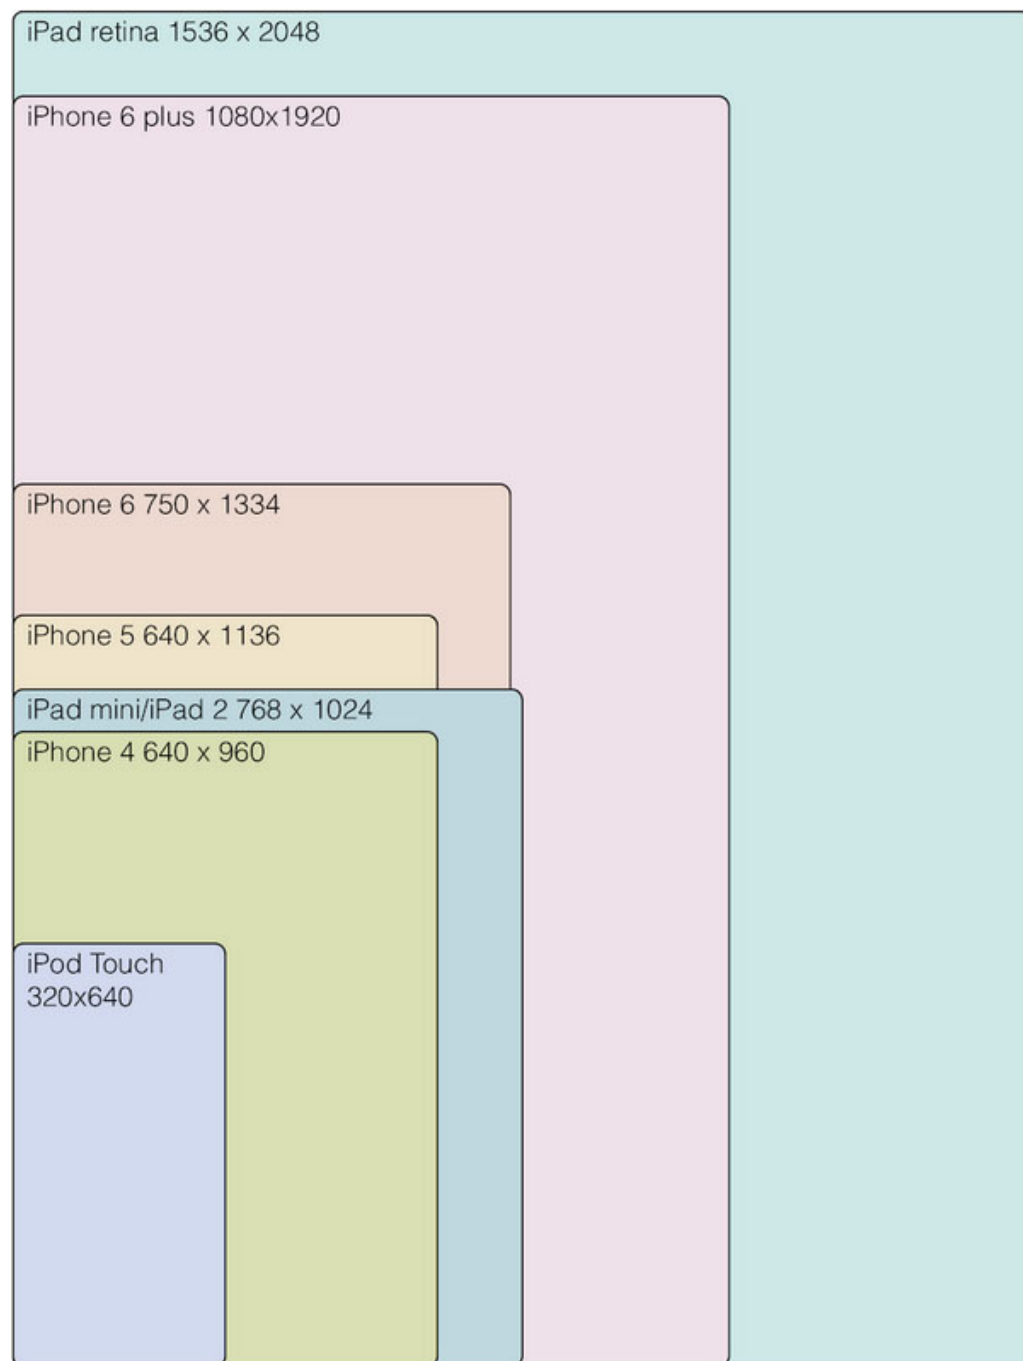 iPad retina 1536 x 2048
iPhone 6 plus 1080x1920
iPhone 6 750 x 1334
iPhone 5 640 x 1136
iPad mini/iPad 2 768 x 1024
iPhone 4 640 x 960
iPod Touch
320x640